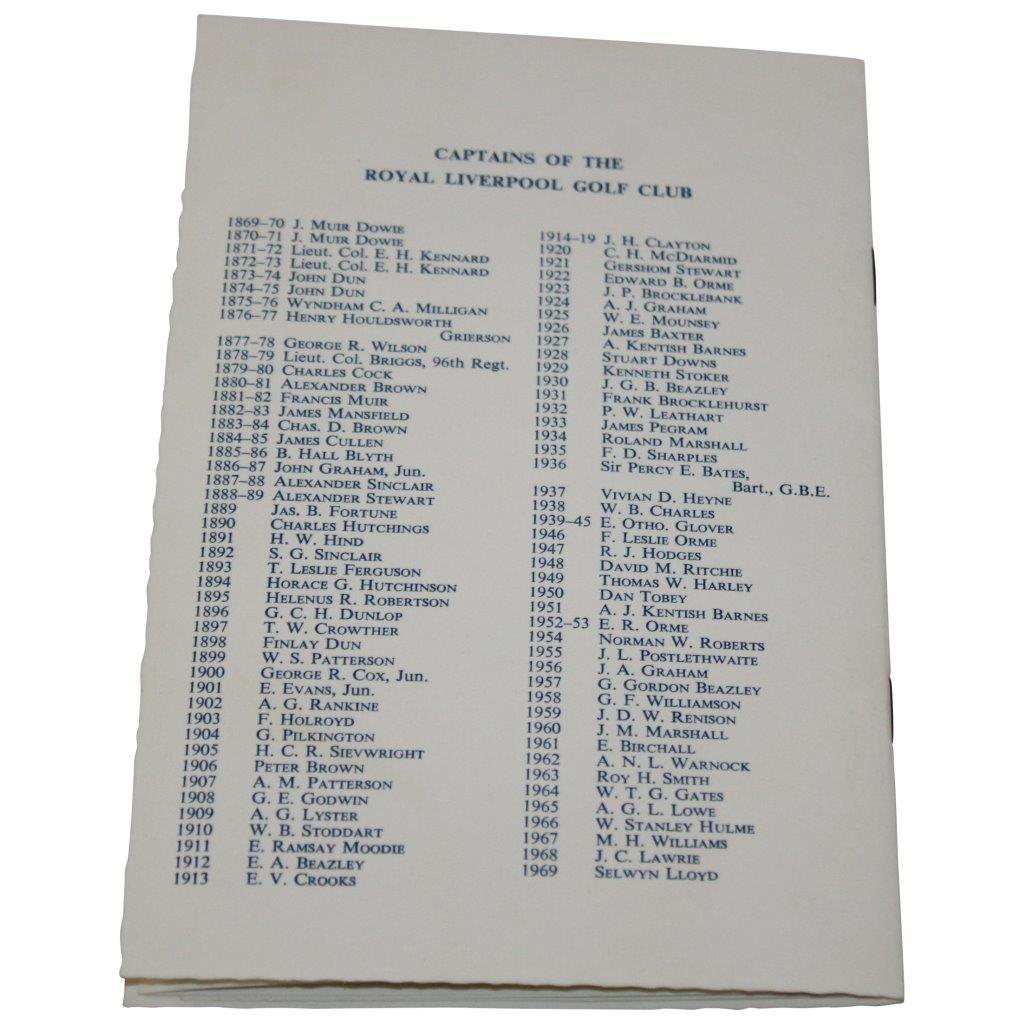 CAPTAINS OF THE
ROYAL LIVERPOOL GOLF CLUB
1869–70 J. MUIR DOWIE
1870–71 J. MUIR DOWIE
1871–72 Lieut. Col. E. H. KENNARD
1872–73 Lieut. Col. E. H. KENNARD
1873–74 JOHN DUN
1874–75 JOHN DUN
1875–76 WYNDHAM C. A. MILLIGAN
1876–77 HENRY HOULDSWORTH
GRIERSON
1877–78 GEORGE R. WILSON
1878–79 Lieut. Col. BRIGGS, 96th Regt.
1879–80 CHARLES COCK
1880–81 ALEXANDER BROWN
1881–82 FRANCIS MUIR
1882–83 JAMES MANSFIELD
1883–84 CHAS. D. BROWN
1884–85 JAMES CULLEN
1885–86 B. HALL BLYTH
1886–87 JOHN GRAHAM, Jun.
1887–88 ALEXANDER SINCLAIR
1888–89 ALEXANDER STEWART
1889 JAS. B. FORTUNE
1890 CHARLES HUTCHINGS
1891 H. W. HIND
1892 S. G. SINCLAIR
1893 T. LESLIE FERGUSON
1894 HORACE G. HUTCHINSON
1895 HELENUS R. ROBERTSON
1896 G. C. H. DUNLOP
1897 T. W. CROWTHER
1898 FINLAY DUN
1899 W. S. PATTERSON
1900 GEORGE R. COX, Jun.
1901 E. EVANS, Jun.
1902 A. G. RANKINE
1903 F. HOLROYD
1904 G. PILKINGTON
1905 H. C. R. SIEVWRIGHT
1906 PETER BROWN
1907 A. M. PATTERSON
1908 G. E. GODWIN
1909 A. G. LYSTER
1910 W. B. STODDART
1911 E. RAMSAY MOODIE
1912 E. A. BEAZLEY
1913 E. V. CROOKS
1914–19 J. H. CLAYTON
1920 C. H. MCDIARMID
1921 GERSHOM STEWART
1922 EDWARD B. ORME
1923 J. P. BROCKLEBANK
1924 A. J. GRAHAM
1925 W. E. MOUNSEY
1926 JAMES BAXTER
1927 A. KENTISH BARNES
1928 STUART DOWNS
1929 KENNETH STOKER
1930 J. G. B. BEAZLEY
1931 FRANK BROCKLEHURST
1932 P. W. LEATHART
1933 JAMES PEGRAM
1934 ROLAND MARSHALL
1935 F. D. SHARPLES
1936 Sir PERCY E. BATES,
Bart., G.B.E.
1937 VIVIAN D. HEYNE
1938 W. B. CHARLES
1939–45 E. OTHO. GLOVER
1946 F. LESLIE ORME
1947 R. J. HODGES
1948 DAVID M. RITCHIE
1949 THOMAS W. HARLEY
1950 DAN TOBEY
1951 A. J. KENTISH BARNES
1952–53 E. R. ORME
1954 NORMAN W. ROBERTS
1955 J. L. POSTLETHWAITE
1956 J. A. GRAHAM
1957 G. GORDON BEAZLEY
1958 G. F. WILLIAMSON
1959 J. D. W. RENISON
1960 J. M. MARSHALL
1961 E. BIRCHALL
1962 A. N. L. WARNOCK
1963 ROY H. SMITH
1964 W. T. G. GATES
1965 A. G. L. LOWE
1966 W. STANLEY HULME
1967 M. H. WILLIAMS
1968 J. C. LAWRIE
1969 SELWYN LLOYD